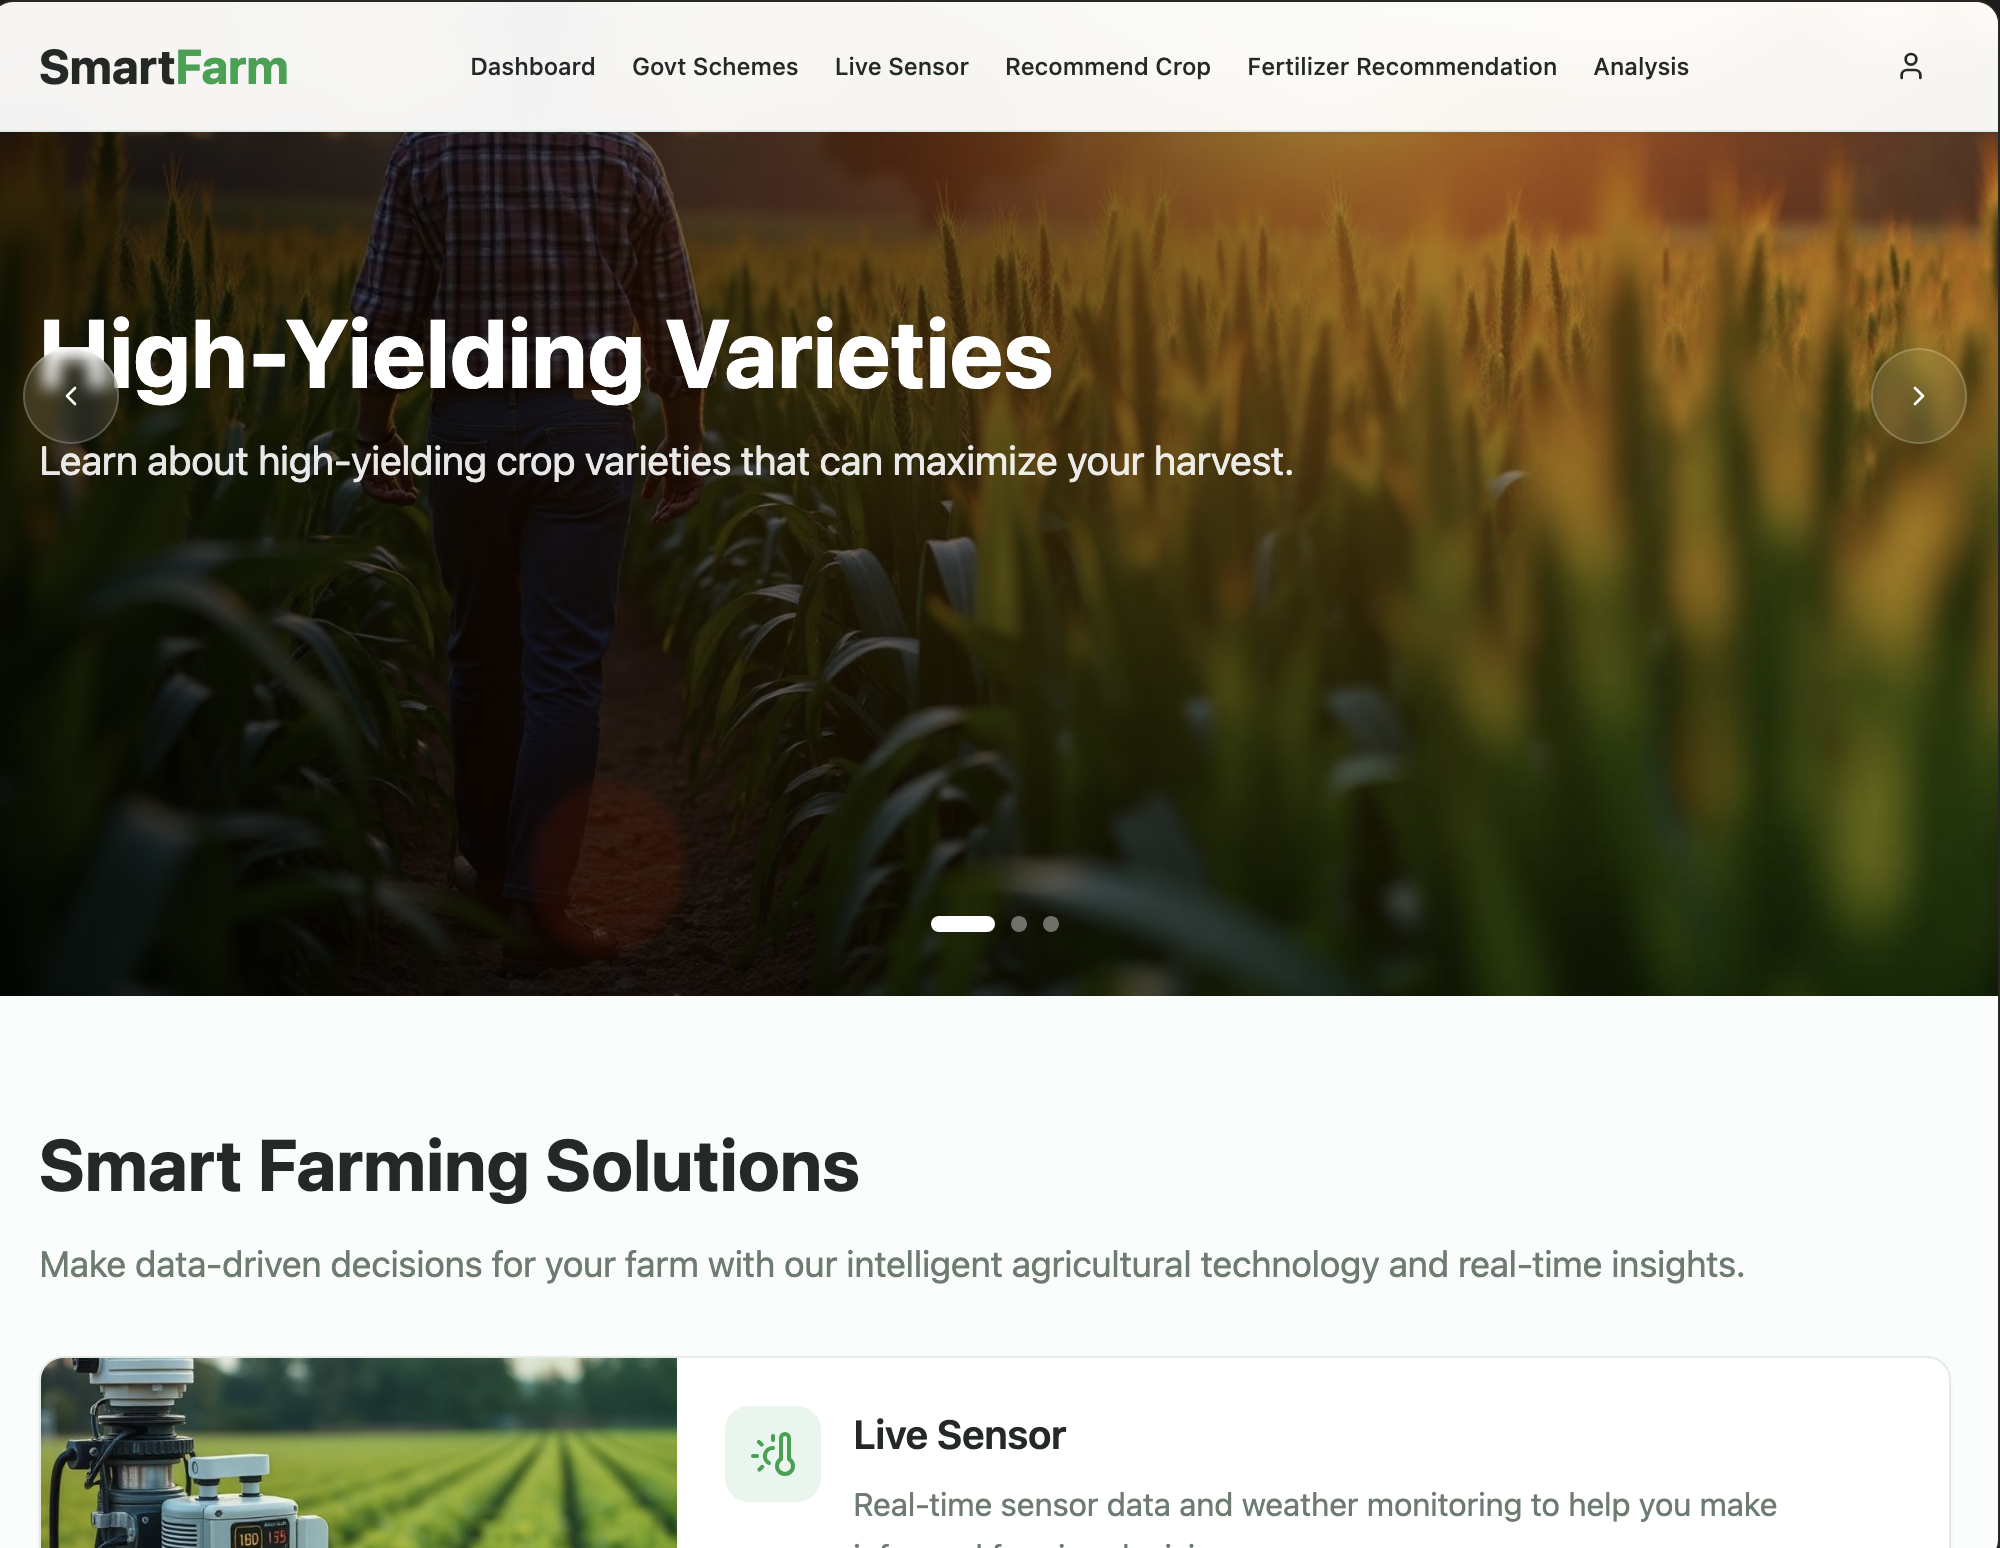 SmartFarm
Dashboard Govt Schemes Live Sensor Recommend Crop Fertilizer Recommendation Analysis
High-Yielding Varieties
Learn about high-yielding crop varieties that can maximize your harvest.
Smart Farming Solutions
Make data-driven decisions for your farm with our intelligent agricultural technology and real-time insights.
Live Sensor
Real-time sensor data and weather monitoring to help you make